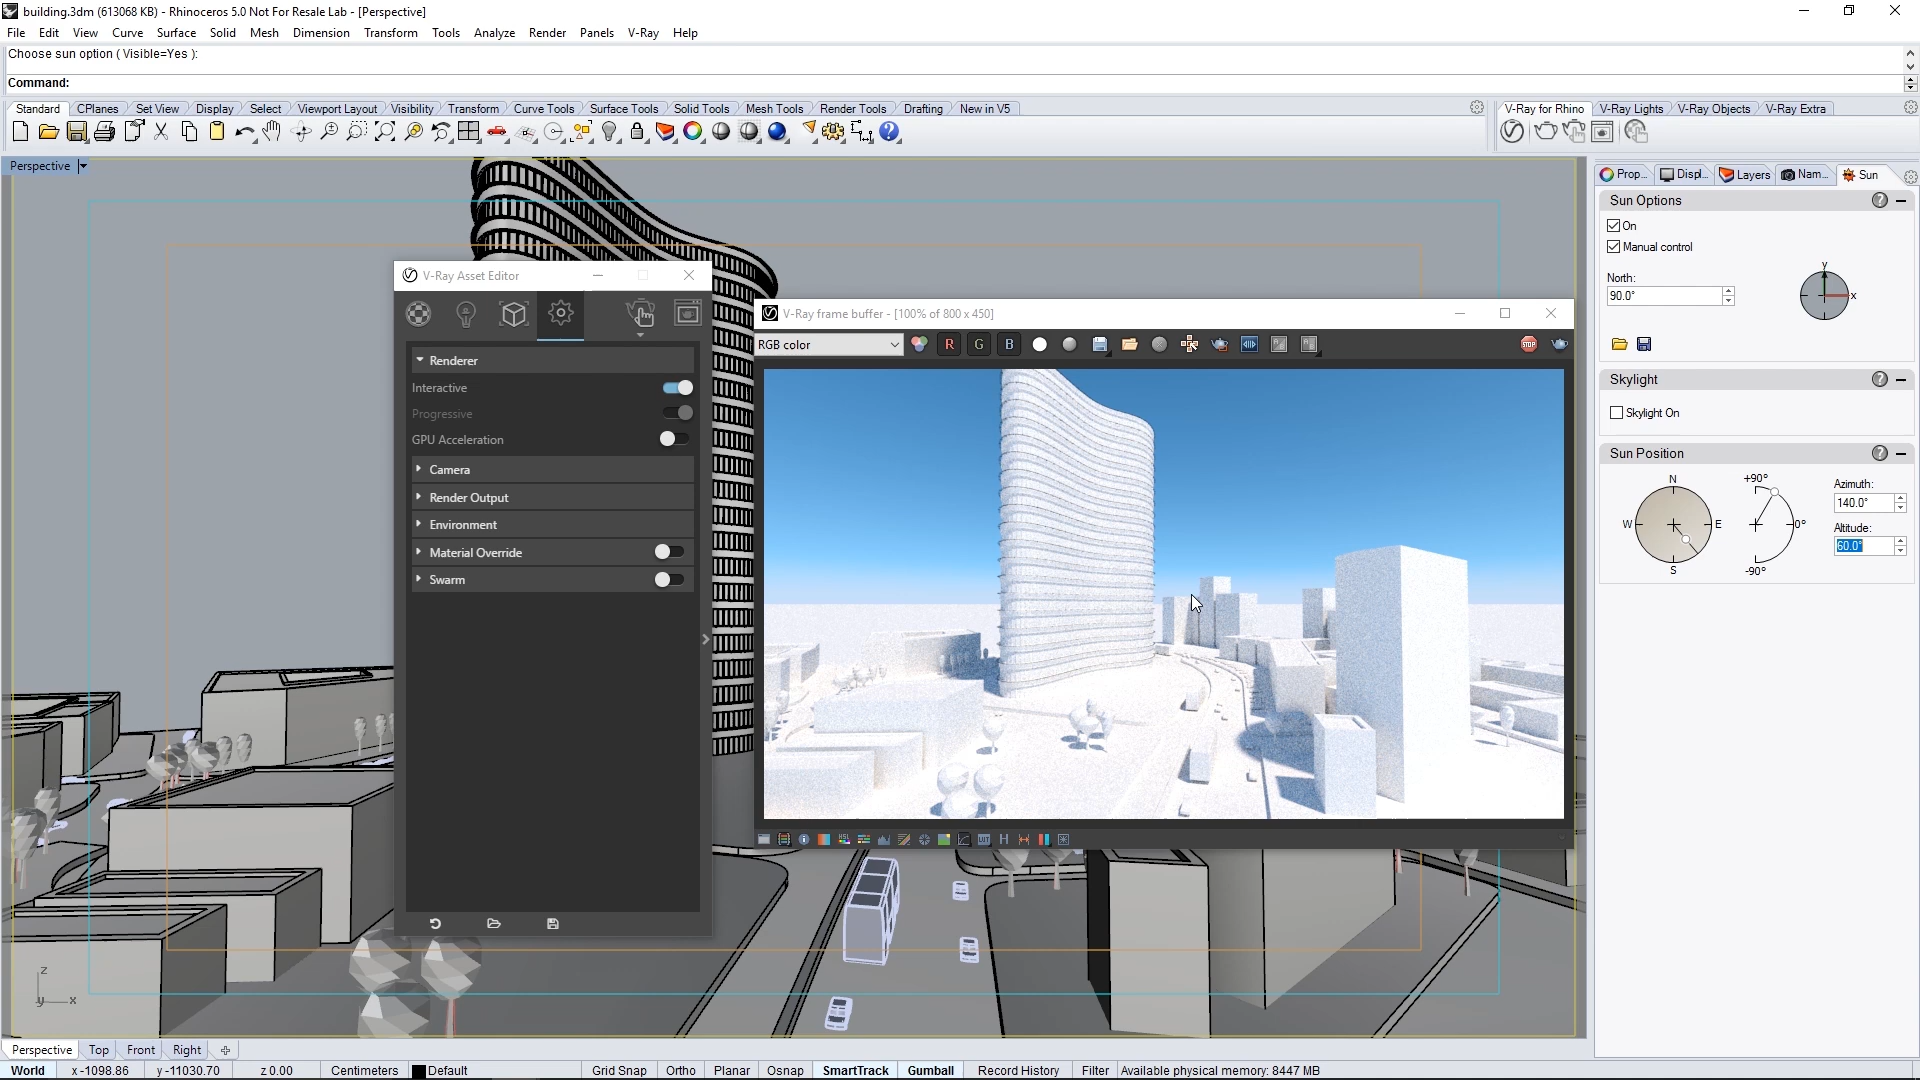 building.3dm (613068 KB) - Rhinoceros 5.0 Not For Resale Lab - [Perspective]
File Edit View Curve Surface Solid Mesh Dimension Transform Tools Analyze Render Panels V-Ray Help
Choose sun option ( Visible=Yes ):
Command:
Standard CPlanes Set View Display Select Viewport Layout Visibility Transform Curve Tools Surface Tools Solid Tools Mesh Tools Render Tools Drafting New in V5
V-Ray for Rhino V-Ray Lights V-Ray Objects V-Ray Extra
Perspective
Prop... Displ... Layers Nam... Sun
Sun Options
On
Manual control
North:
90.0°
y
x
Skylight
Skylight On
Sun Position
N
W E
S
+90°
0°
-90°
Azimuth:
140.0°
Altitude:
60.0°
V-Ray Asset Editor
Renderer
Interactive
Progressive
GPU Acceleration
Camera
Render Output
Environment
Material Override
Swarm
V-Ray frame buffer - [100% of 800 x 450]
RGB color
R G B
STOP
HSL
LUT
H
z
y x
Perspective Top Front Right
World x -1098.86 y -11030.70 z 0.00 Centimeters Default Grid Snap Ortho Planar Osnap SmartTrack Gumball Record History Filter Available physical memory: 8447 MB